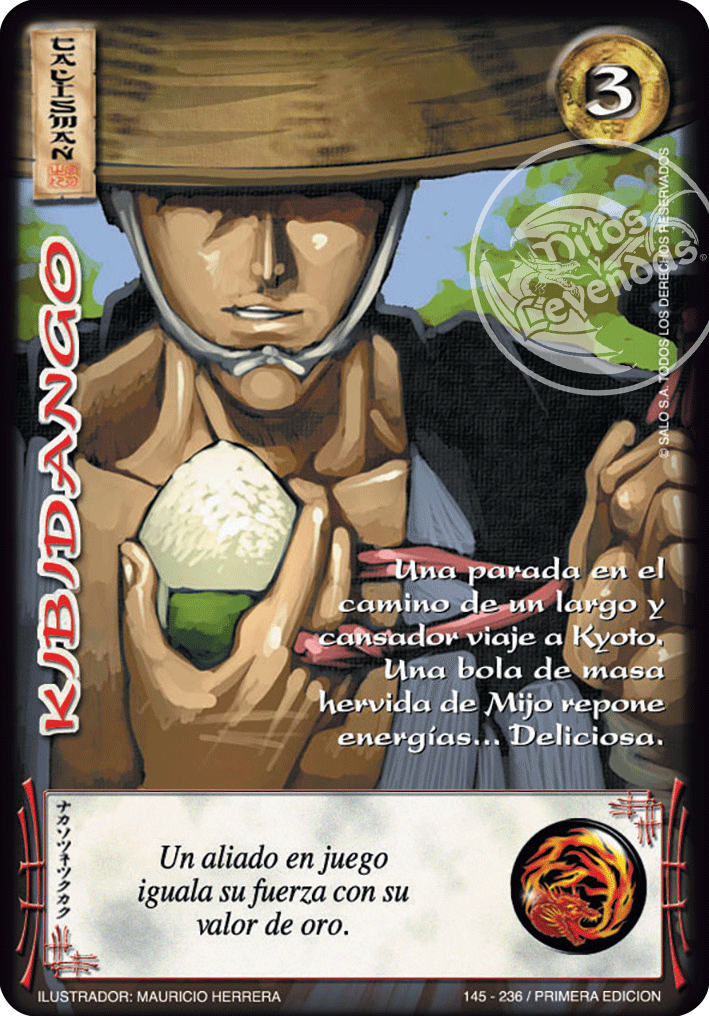 TALISMAN
3
Mitos
y
Leyendas
®
© SALO S.A. TODOS LOS DERECHOS RESERVADOS
KIBIDANGO
Una parada en el
camino de un largo y
cansador viaje a Kyoto.
Una bola de masa
hervida de Mijo repone
energías... Deliciosa.
ナカソツネツクカク
Un aliado en juego
iguala su fuerza con su
valor de oro.
ILUSTRADOR: MAURICIO HERRERA
145 - 236 / PRIMERA EDICION